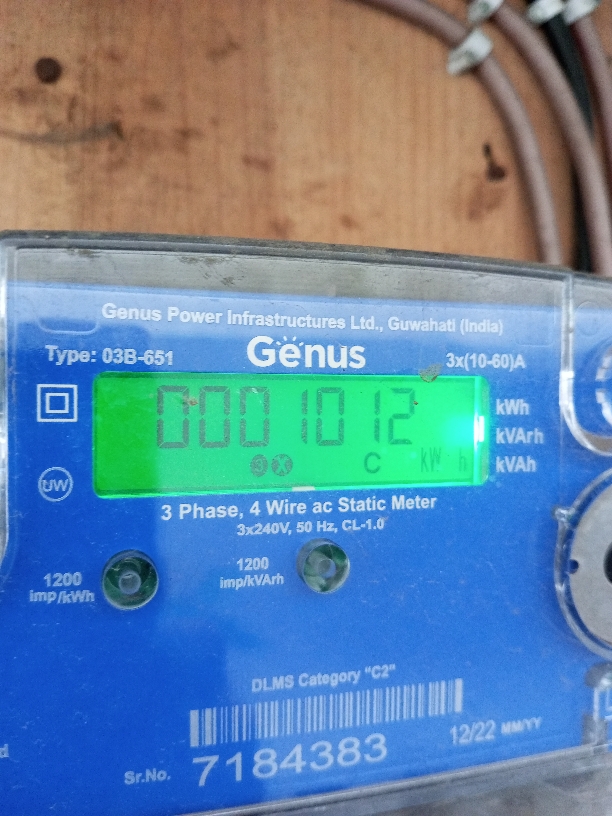 Genus Power Infrastructures Ltd., Guwahati (India)
Type: 03B-651
Genus
3x(10-60)A
0001012
kWh
kVArh
kVAh
C
kW h
UW
3 Phase, 4 Wire ac Static Meter
3x240V, 50 Hz, CL-1.0
1200
imp/kWh
1200
imp/kVArh
DLMS Category "C2"
Sr.No. 7184383
12/22 MM/YY